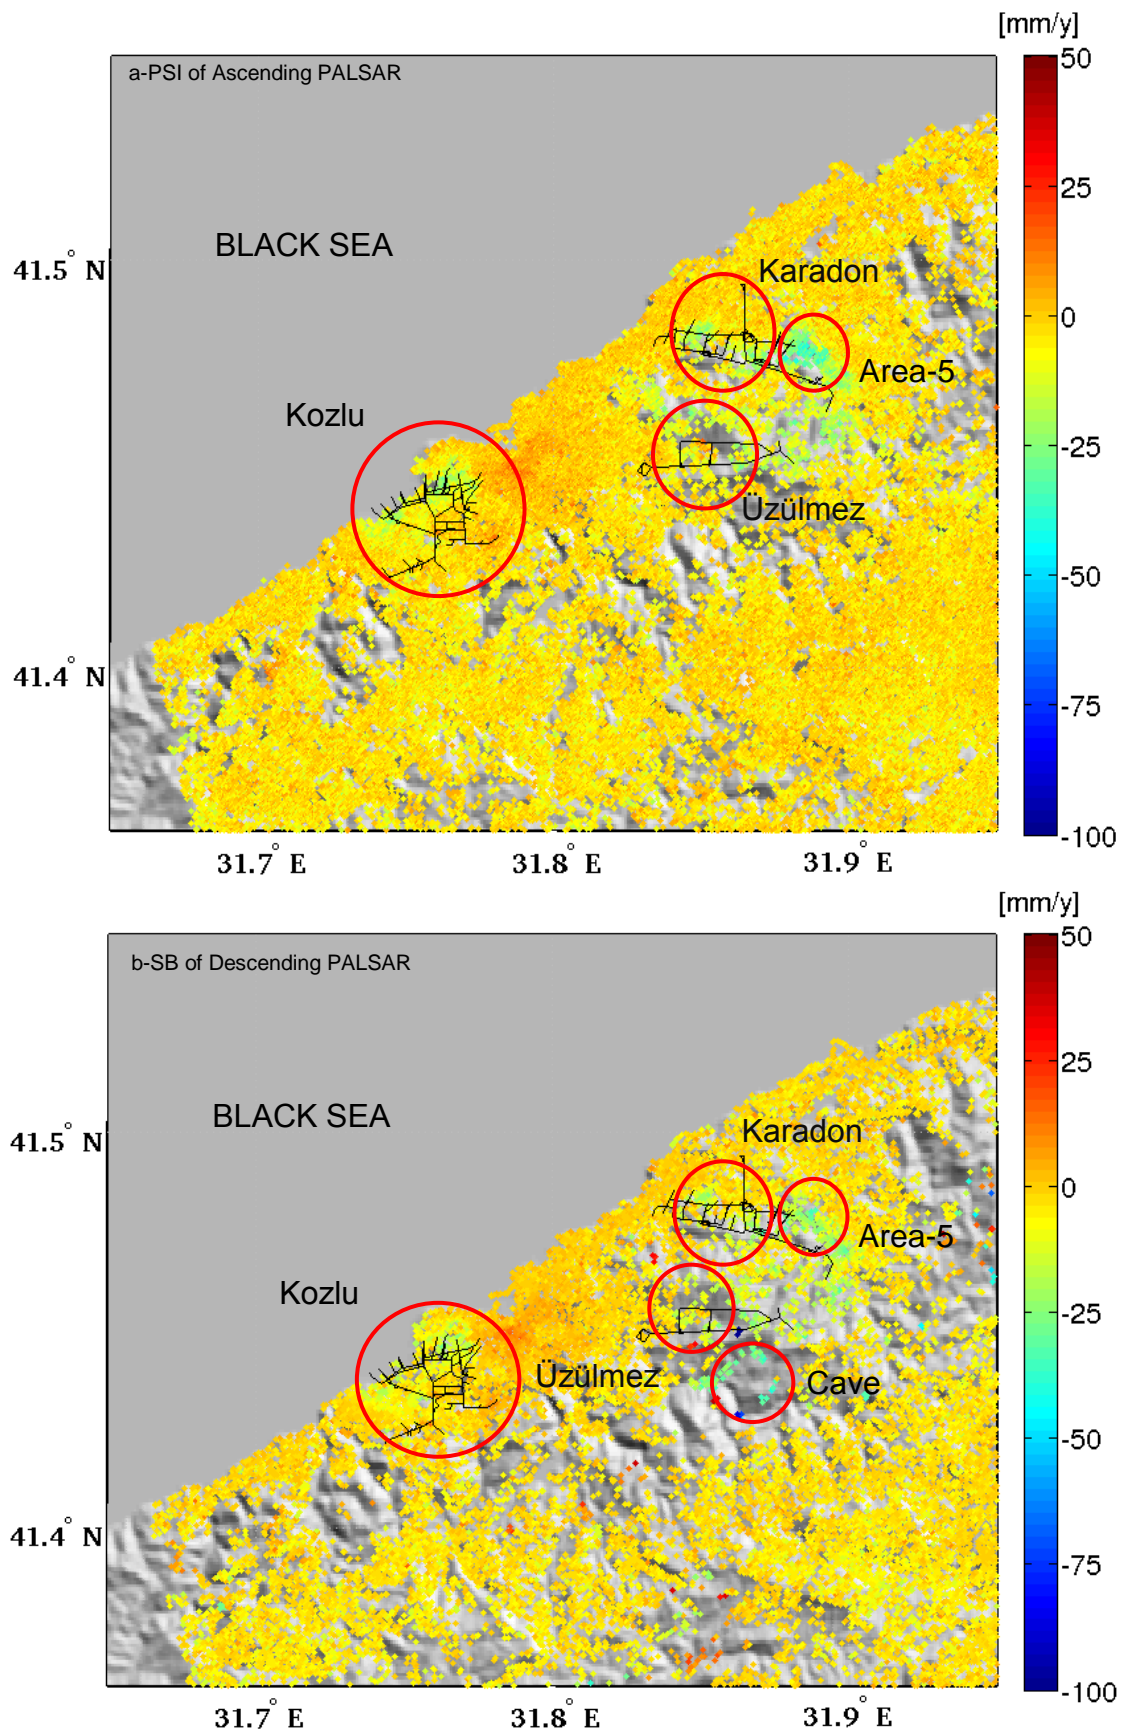 [mm/y]
a-PSI of Ascending PALSAR
50
25
BLACK SEA
41.5° N
Karadon
0
Area-5
Kozlu
-25
Üzülmez
-50
41.4° N
-75
-100
31.7° E
31.8° E
31.9° E
[mm/y]
b-SB of Descending PALSAR
50
25
BLACK SEA
41.5° N
Karadon
0
Area-5
Kozlu
-25
Üzülmez
Cave
-50
41.4° N
-75
-100
31.7° E
31.8° E
31.9° E